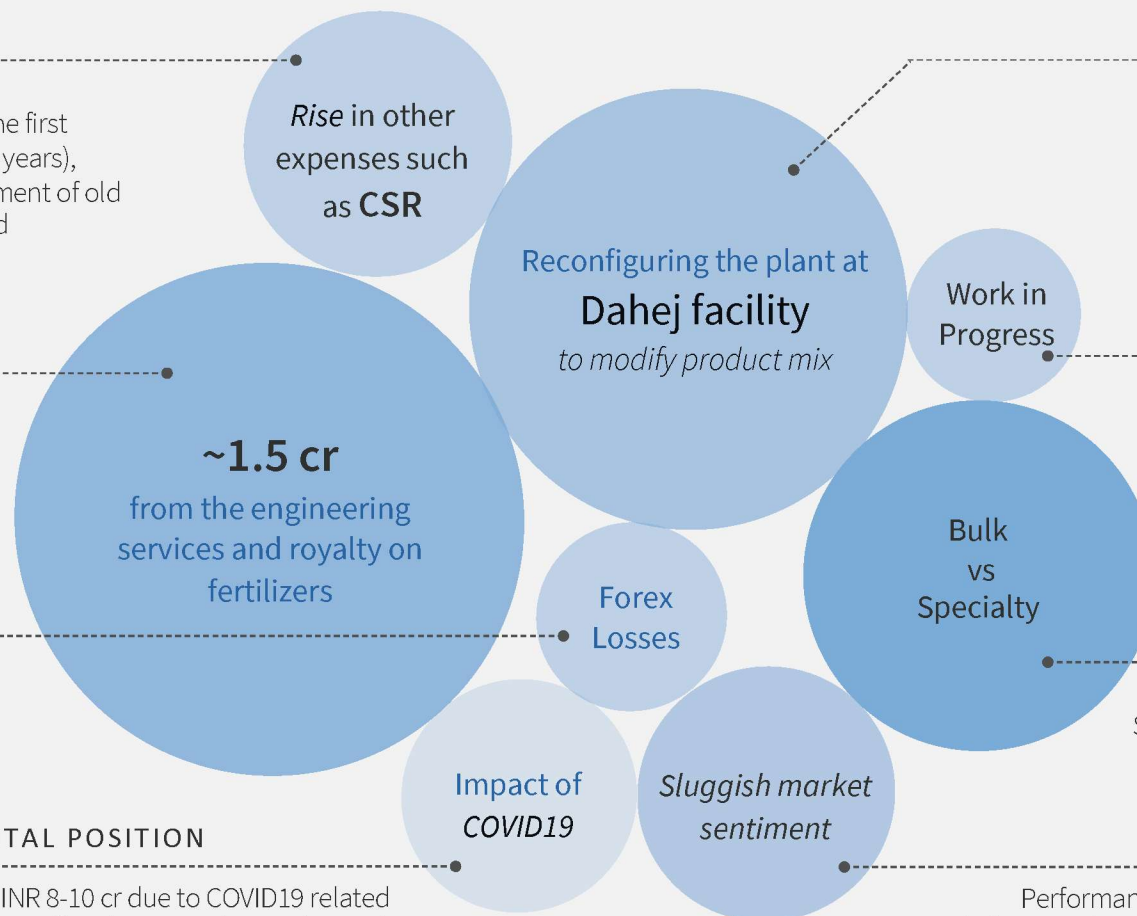 Rise in other
expenses such
as CSR
he first
years),
ment of old
d
Reconfiguring the plant at
Dahej facility
to modify product mix
Work in
Progress
~1.5 cr
from the engineering
services and royalty on
fertilizers
Bulk
vs
Specialty
Forex
Losses
S
Impact of
COVID19
Sluggish market
sentiment
TAL POSITION
INR 8-10 cr due to COVID19 related
Performan